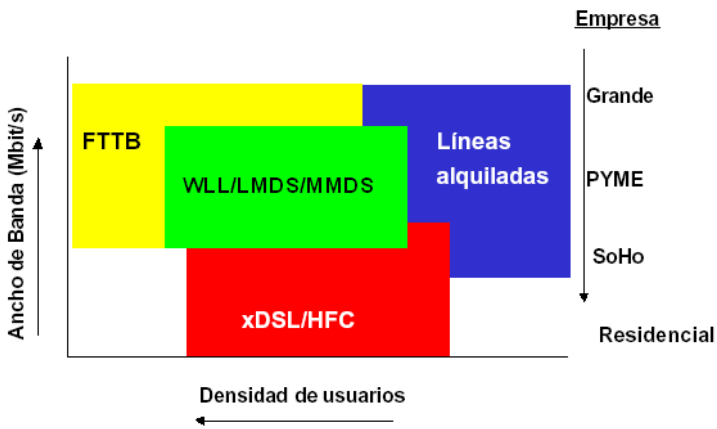 Empresa
Grande
FTTB
Líneas
alquiladas
WLL/LMDS/MMDS
PYME
SoHo
xDSL/HFC
Residencial
Ancho de Banda (Mbit/s)
Densidad de usuarios